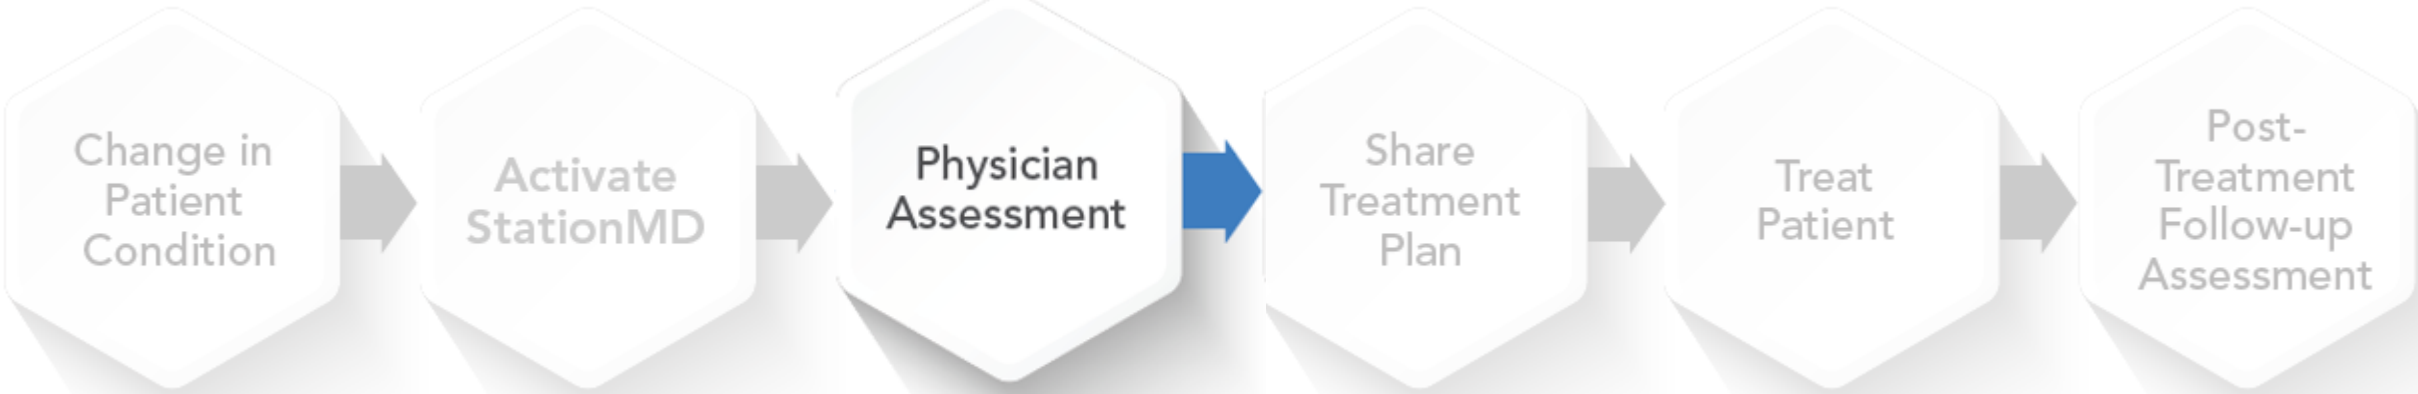 Change in
Patient
Condition
Activate
StationMD
Physician
Assessment
Share
Treatment
Plan
Treat
Patient
Post-
Treatment
Follow-up
Assessment